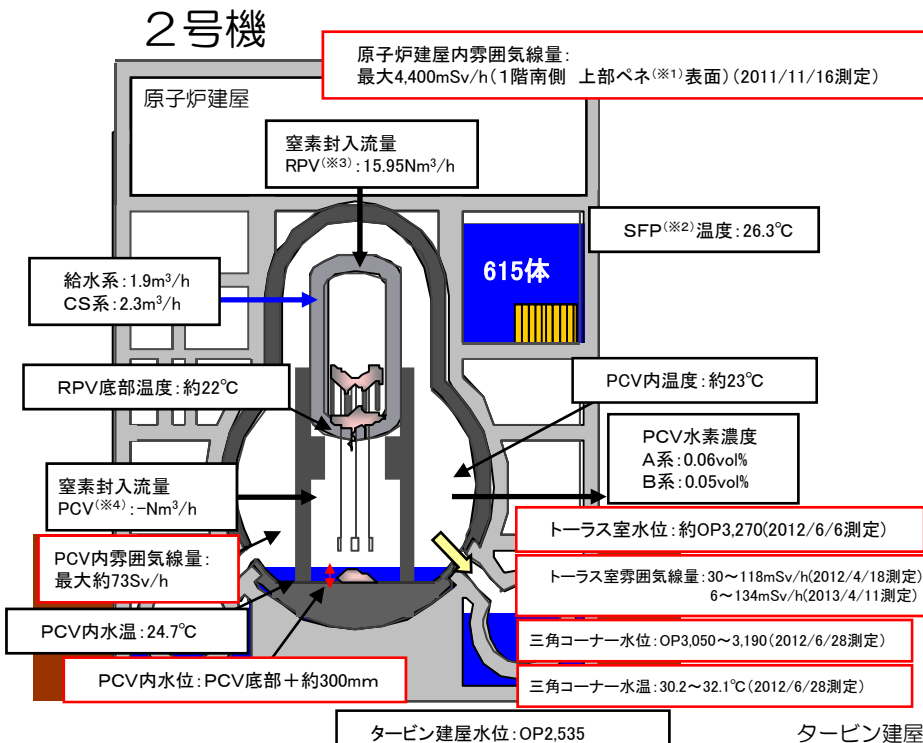 ２号機
原子炉建屋内雰囲気線量：
最大4,400mSv/h（１階南側 上部ペネ(※1)表面）（2011/11/16測定）
原子炉建屋
窒素封入流量
RPV(※3)：15.95Nm³/h
SFP(※2)温度：26.3℃
615体
給水系：1.9m³/h
CS系：2.3m³/h
RPV底部温度：約22℃
PCV内温度：約23℃
PCV水素濃度
A系：0.06vol%
B系：0.05vol%
窒素封入流量
PCV(※4)：-Nm³/h
トーラス室水位：約OP3,270(2012/6/6測定)
PCV内雰囲気線量：
最大約73Sv/h
トーラス室雰囲気線量：30～118mSv/h(2012/4/18測定)
6～134mSv/h(2013/4/11測定)
PCV内水温：24.7℃
三角コーナー水位：OP3,050～3,190(2012/6/28測定)
PCV内水位：PCV底部＋約300mm
三角コーナー水温：30.2～32.1℃(2012/6/28測定)
タービン建屋水位：OP2,535
タービン建屋